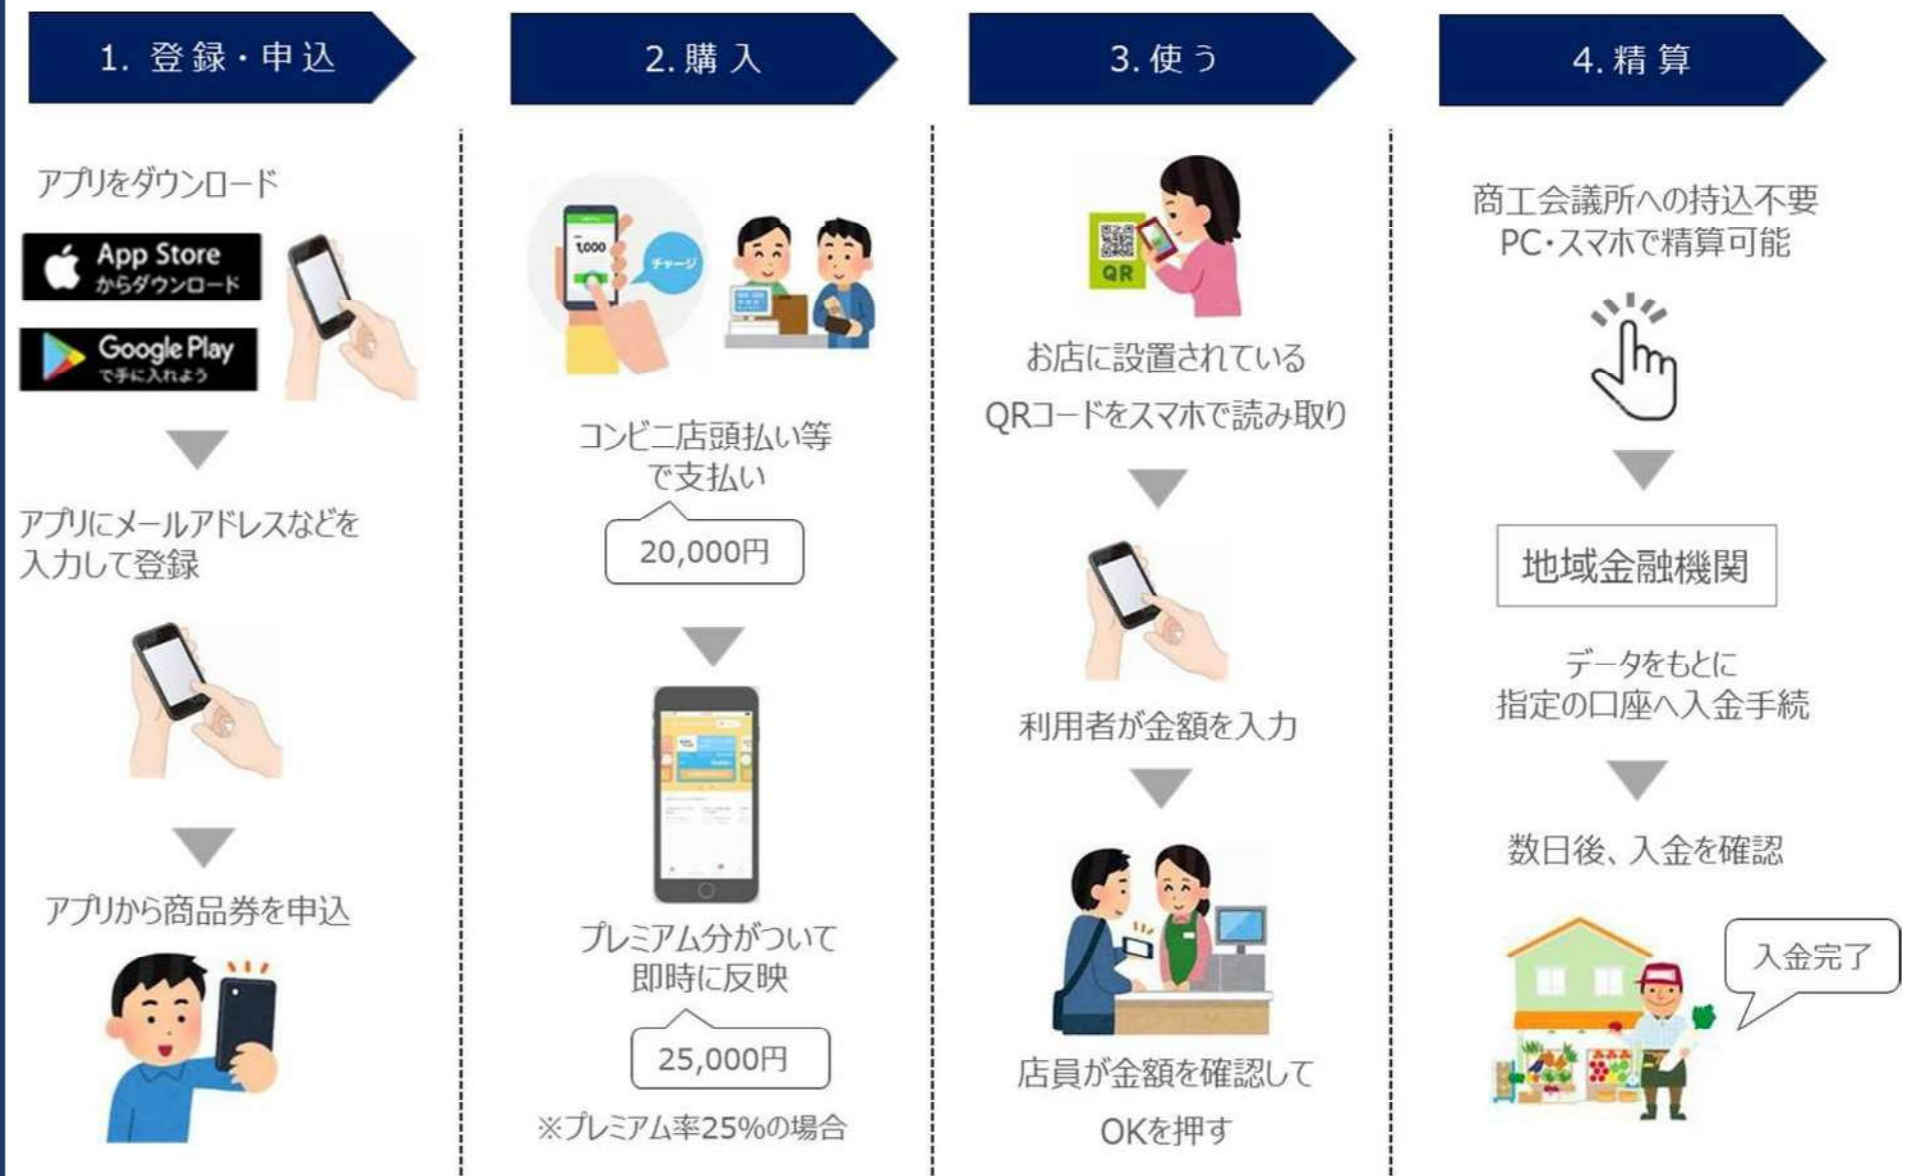 1. 登録・申込
アプリをダウンロード
App Store
からダウンロード
Google Play
で手に入れよう
アプリにメールアドレスなどを
入力して登録
アプリから商品券を申込
2.購入
1,000
チャージ
コンビニ店頭払い等
で支払い
20,000円
プレミアム分がついて
即時に反映
25,000円
※プレミアム率25%の場合
3.使う
QR
お店に設置されている
QRコードをスマホで読み取り
利用者が金額を入力
店員が金額を確認して
OKを押す
4.精算
商工会議所への持込不要
PC・スマホで精算可能
地域金融機関
データをもとに
指定の口座へ入金手続
数日後、入金を確認
入金完了